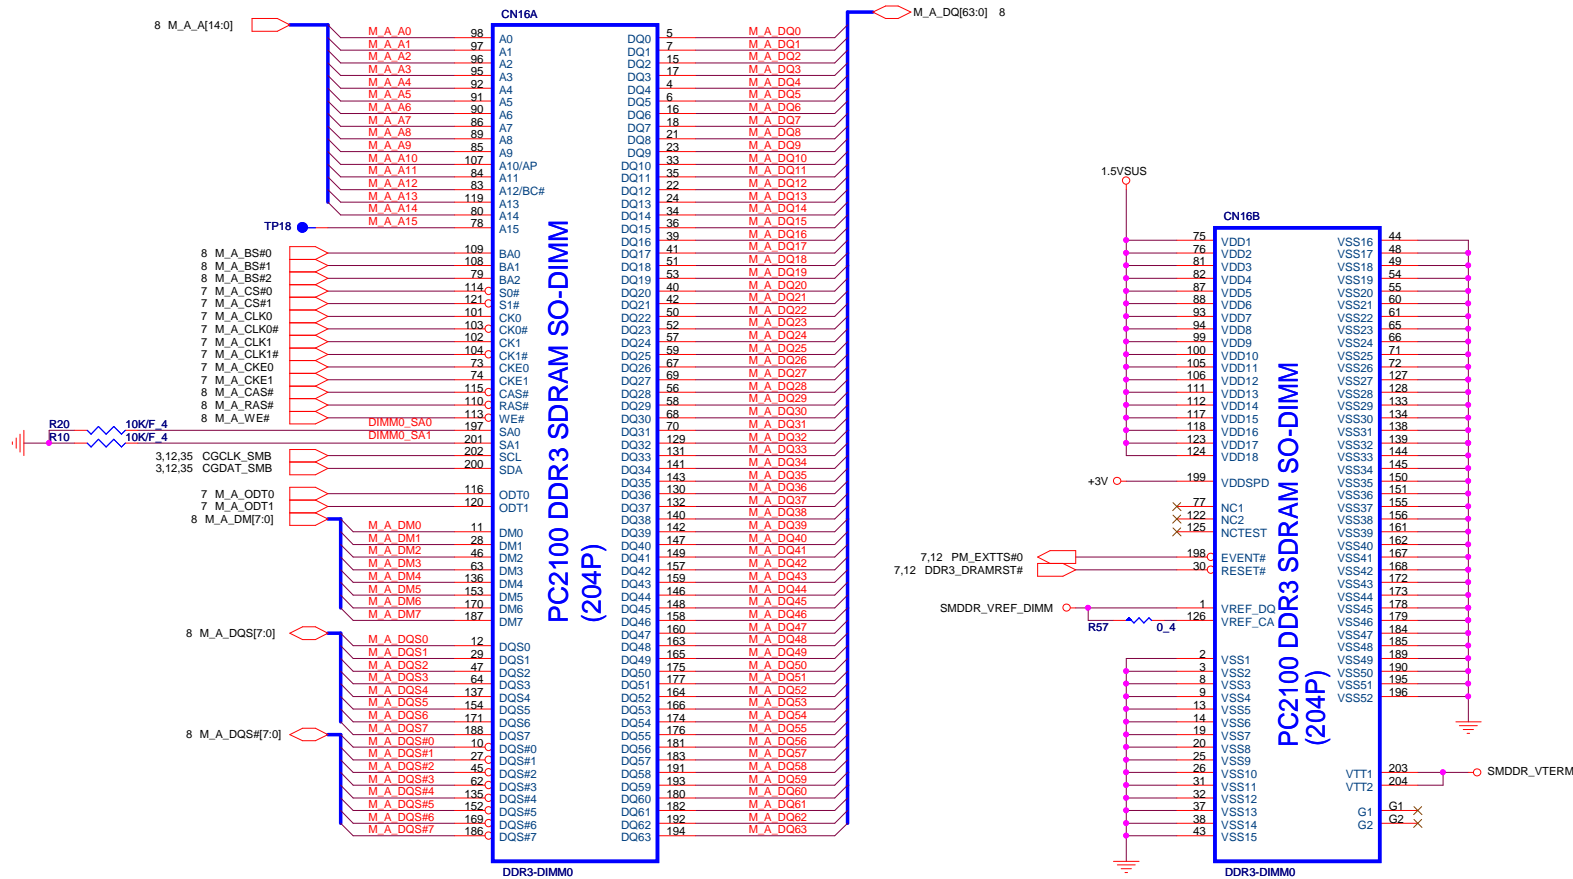 CN16A
8 M_A_A[14:0]
M_A_DQ[63:0] 8
M_A_A0 98 A0 DQ0 5 M_A_DQ0
M_A_A1 97 A1 DQ1 7 M_A_DQ1
M_A_A2 96 A2 DQ2 15 M_A_DQ2
M_A_A3 95 A3 DQ3 17 M_A_DQ3
M_A_A4 92 A4 DQ4 4 M_A_DQ4
M_A_A5 91 A5 DQ5 6 M_A_DQ5
M_A_A6 90 A6 DQ6 16 M_A_DQ6
M_A_A7 86 A7 DQ7 18 M_A_DQ7
M_A_A8 89 A8 DQ8 21 M_A_DQ8
M_A_A9 85 A9 DQ9 23 M_A_DQ9
M_A_A10 107 A10/AP DQ10 33 M_A_DQ10
M_A_A11 84 A11 DQ11 35 M_A_DQ11
M_A_A12 83 A12/BC# DQ12 22 M_A_DQ12
M_A_A13 119 A13 DQ13 24 M_A_DQ13
M_A_A14 80 A14 DQ14 34 M_A_DQ14
TP18 M_A_A15 78 A15 DQ15 36 M_A_DQ15
DQ16 39 M_A_DQ16
8 M_A_BS#0 109 BA0 DQ17 41 M_A_DQ17
8 M_A_BS#1 108 BA1 DQ18 51 M_A_DQ18
8 M_A_BS#2 79 BA2 DQ19 53 M_A_DQ19
7 M_A_CS#0 114 S0# DQ20 40 M_A_DQ20
7 M_A_CS#1 121 S1# DQ21 42 M_A_DQ21
7 M_A_CLK0 101 CK0 DQ22 50 M_A_DQ22
7 M_A_CLK0# 103 CK0# DQ23 52 M_A_DQ23
7 M_A_CLK1 102 CK1 DQ24 57 M_A_DQ24
7 M_A_CLK1# 104 CK1# DQ25 59 M_A_DQ25
7 M_A_CKE0 73 CKE0 DQ26 67 M_A_DQ26
7 M_A_CKE1 74 CKE1 DQ27 69 M_A_DQ27
8 M_A_CAS# 115 CAS# DQ28 56 M_A_DQ28
8 M_A_RAS# 110 RAS# DQ29 58 M_A_DQ29
8 M_A_WE# 113 WE# DQ30 68 M_A_DQ30
R20 10K/F_4 DIMM0_SA0 197 SA0 DQ31 70 M_A_DQ31
R10 10K/F_4 DIMM0_SA1 201 SA1 DQ32 129 M_A_DQ32
3,12,35 CGCLK_SMB 202 SCL DQ33 131 M_A_DQ33
3,12,35 CGDAT_SMB 200 SDA DQ34 141 M_A_DQ34
DQ35 143 M_A_DQ35
7 M_A_ODT0 116 ODT0 DQ36 130 M_A_DQ36
7 M_A_ODT1 120 ODT1 DQ37 132 M_A_DQ37
8 M_A_DM[7:0] DQ38 140 M_A_DQ38
M_A_DM0 11 DM0 DQ39 142 M_A_DQ39
M_A_DM1 28 DM1 DQ40 147 M_A_DQ40
M_A_DM2 46 DM2 DQ41 149 M_A_DQ41
M_A_DM3 63 DM3 DQ42 157 M_A_DQ42
M_A_DM4 136 DM4 DQ43 159 M_A_DQ43
M_A_DM5 153 DM5 DQ44 146 M_A_DQ44
M_A_DM6 170 DM6 DQ45 148 M_A_DQ45
M_A_DM7 187 DM7 DQ46 158 M_A_DQ46
8 M_A_DQS[7:0] DQ47 160 M_A_DQ47
M_A_DQS0 12 DQS0 DQ48 163 M_A_DQ48
M_A_DQS1 29 DQS1 DQ49 165 M_A_DQ49
M_A_DQS2 47 DQS2 DQ50 175 M_A_DQ50
M_A_DQS3 64 DQS3 DQ51 177 M_A_DQ51
M_A_DQS4 137 DQS4 DQ52 164 M_A_DQ52
M_A_DQS5 154 DQS5 DQ53 166 M_A_DQ53
M_A_DQS6 171 DQS6 DQ54 174 M_A_DQ54
M_A_DQS7 188 DQS7 DQ55 176 M_A_DQ55
8 M_A_DQS#[7:0]
M_A_DQS#0 10 DQS#0 DQ56 181 M_A_DQ56
M_A_DQS#1 27 DQS#1 DQ57 183 M_A_DQ57
M_A_DQS#2 45 DQS#2 DQ58 191 M_A_DQ58
M_A_DQS#3 62 DQS#3 DQ59 193 M_A_DQ59
M_A_DQS#4 135 DQS#4 DQ60 180 M_A_DQ60
M_A_DQS#5 152 DQS#5 DQ61 182 M_A_DQ61
M_A_DQS#6 169 DQS#6 DQ62 192 M_A_DQ62
M_A_DQS#7 186 DQS#7 DQ63 194 M_A_DQ63
PC2100 DDR3 SDRAM SO-DIMM
(204P)
DDR3-DIMM0
1.5VSUS
CN16B
75 VDD1 VSS16 44
76 VDD2 VSS17 48
81 VDD3 VSS18 49
82 VDD4 VSS19 54
87 VDD5 VSS20 55
88 VDD6 VSS21 60
93 VDD7 VSS22 61
94 VDD8 VSS23 65
99 VDD9 VSS24 66
100 VDD10 VSS25 71
105 VDD11 VSS26 72
106 VDD12 VSS27 127
111 VDD13 VSS28 128
112 VDD14 VSS29 133
117 VDD15 VSS30 134
118 VDD16 VSS31 138
123 VDD17 VSS32 139
124 VDD18 VSS33 144
VSS34 145
+3V 199 VDDSPD VSS35 150
VSS36 151
77 NC1 VSS37 155
122 NC2 VSS38 156
125 NCTEST VSS39 161
VSS40 162
7,12 PM_EXTTS#0 198 EVENT# VSS41 167
7,12 DDR3_DRAMRST# 30 RESET# VSS42 168
VSS43 172
VSS44 173
SMDDR_VREF_DIMM 1 VREF_DQ VSS45 178
R57 0_4 126 VREF_CA VSS46 179
VSS47 184
VSS48 185
2 VSS1 VSS49 189
3 VSS2 VSS50 190
8 VSS3 VSS51 195
9 VSS4 VSS52 196
13 VSS5
14 VSS6
19 VSS7
20 VSS8
25 VSS9
26 VSS10 VTT1 203 SMDDR_VTERM
31 VSS11 VTT2 204
32 VSS12
37 VSS13 G1 G1
38 VSS14 G2 G2
43 VSS15
PC2100 DDR3 SDRAM SO-DIMM
(204P)
DDR3-DIMM0